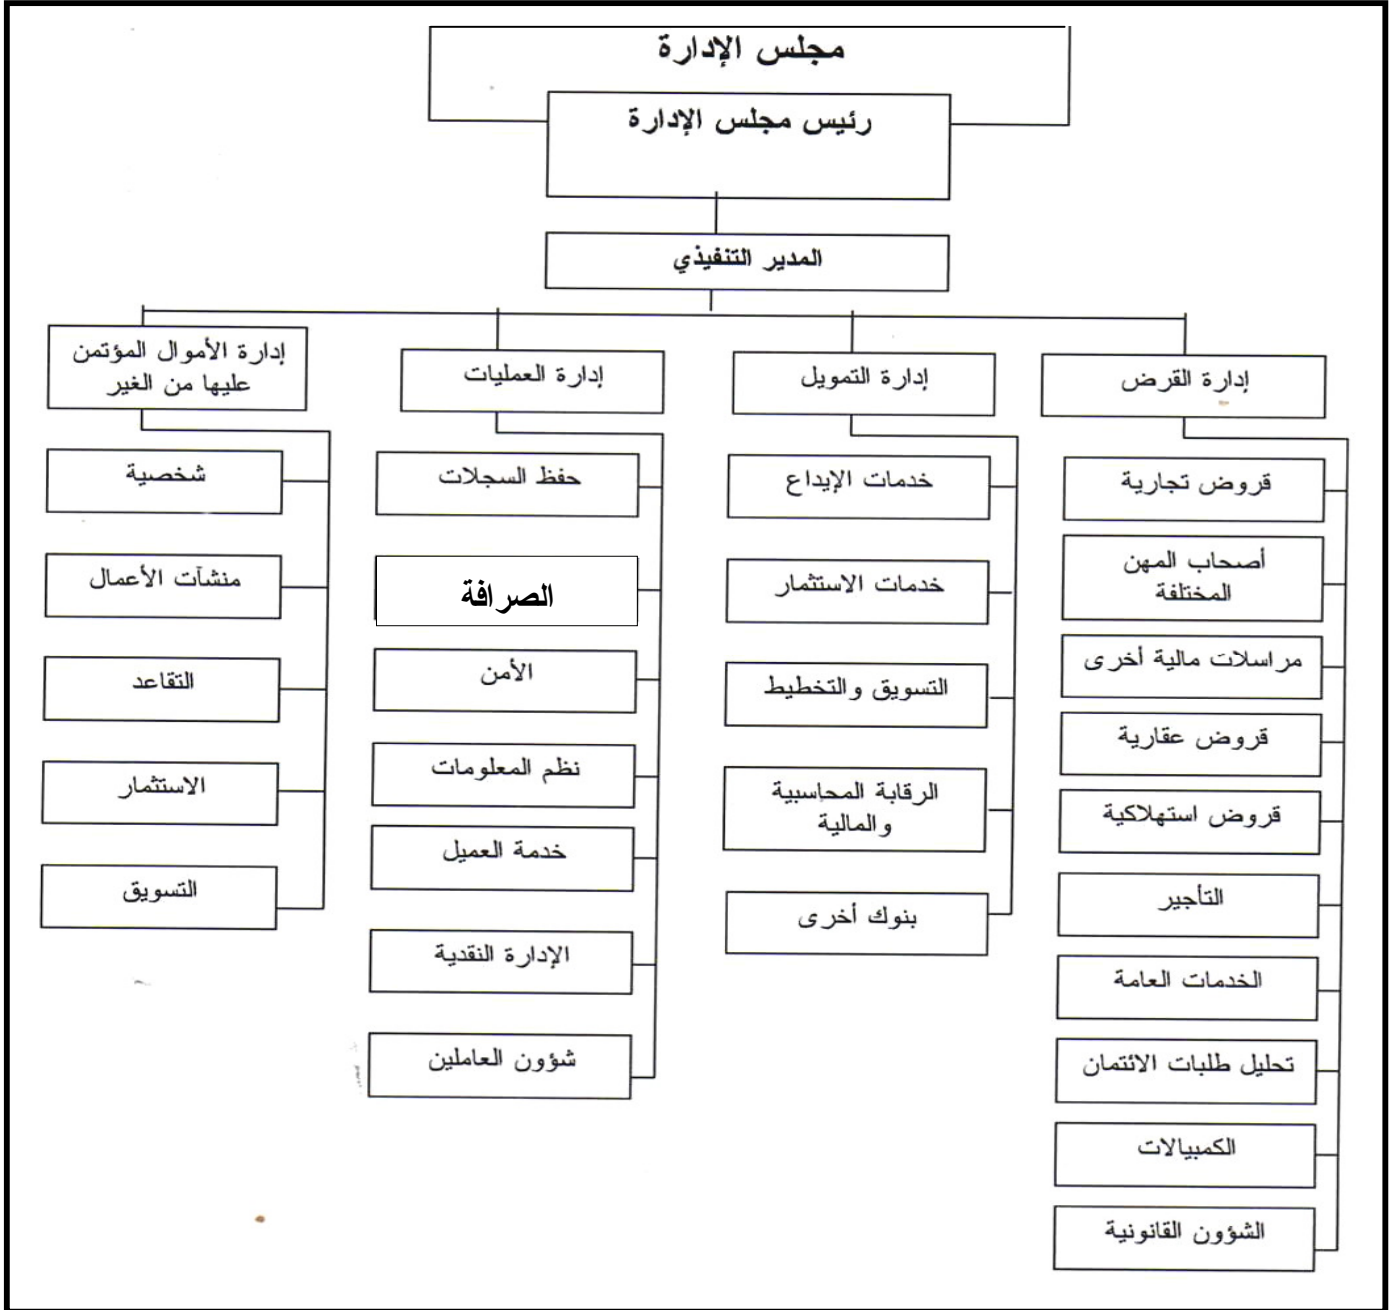 مجلس الإدارة
رئيس مجلس الإدارة
المدير التنفيذي
إدارة القرض
قروض تجارية
أصحاب المهن
المختلفة
مراسلات مالية أخرى
قروض عقارية
قروض استهلاكية
التأجير
الخدمات العامة
تحليل طلبات الائتمان
الكمبيالات
الشؤون القانونية
إدارة التمويل
خدمات الإيداع
خدمات الاستثمار
التسويق والتخطيط
الرقابة المحاسبية
والمالية
بنوك أخرى
إدارة العمليات
حفظ السجلات
الصرافة
الأمن
نظم المعلومات
خدمة العميل
الإدارة النقدية
شؤون العاملين
إدارة الأموال المؤتمن
عليها من الغير
شخصية
منشآت الأعمال
التقاعد
الاستثمار
التسويق